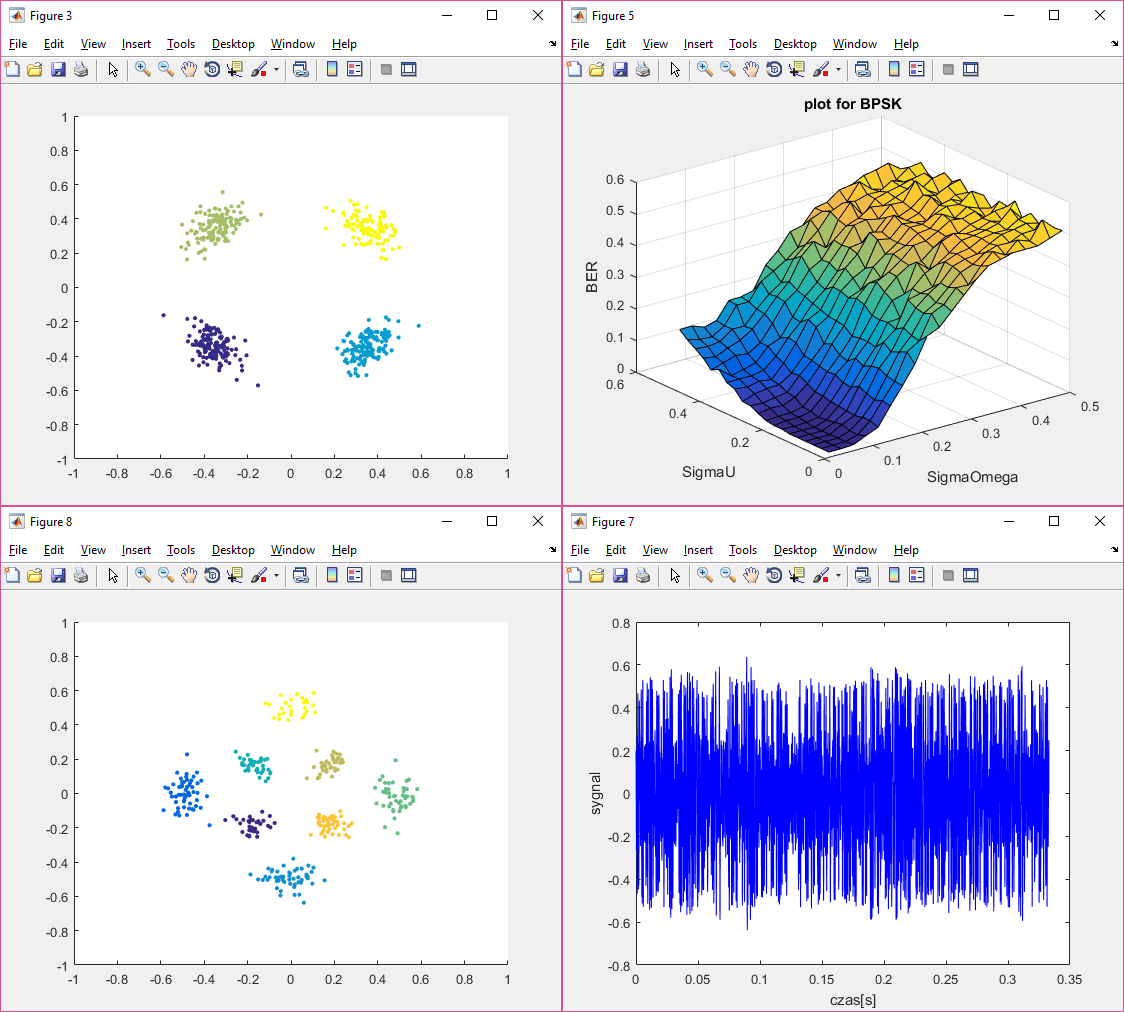 Figure 3
File Edit View Insert Tools Desktop Window Help
1
0.8
0.6
0.4
0.2
0
-0.2
-0.4
-0.6
-0.8
-1
-1 -0.8 -0.6 -0.4 -0.2 0 0.2 0.4 0.6 0.8 1
Figure 5
File Edit View Insert Tools Desktop Window Help
plot for BPSK
0.6
0.5
0.4
0.3
0.2
0.1
0
BER
0.6
0.4
0.2
0
SigmaU
0
0.1
0.2
0.3
0.4
0.5
SigmaOmega
Figure 8
File Edit View Insert Tools Desktop Window Help
1
0.8
0.6
0.4
0.2
0
-0.2
-0.4
-0.6
-0.8
-1
-1 -0.8 -0.6 -0.4 -0.2 0 0.2 0.4 0.6 0.8 1
Figure 7
File Edit View Insert Tools Desktop Window Help
0.8
0.6
0.4
0.2
0
-0.2
-0.4
-0.6
-0.8
sygnal
0 0.05 0.1 0.15 0.2 0.25 0.3 0.35
czas[s]